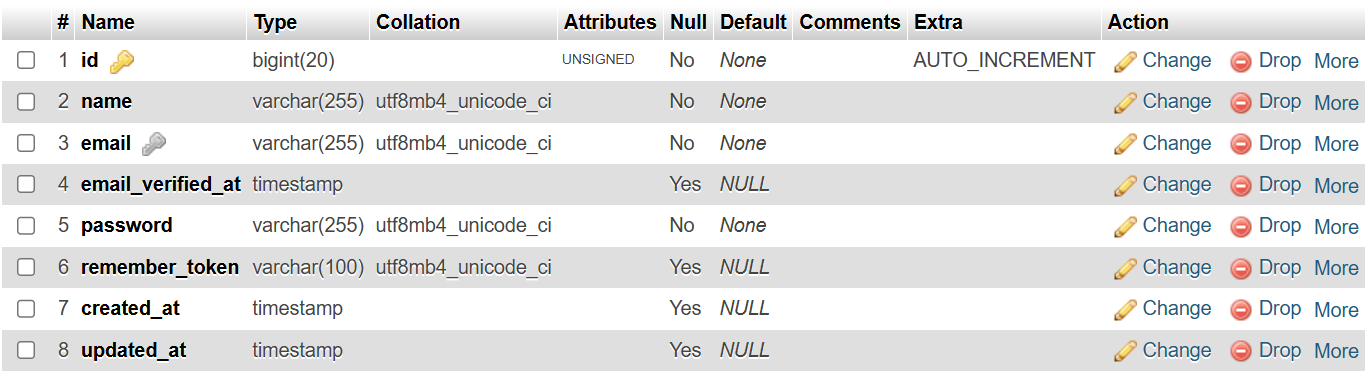 # Name Type Collation Attributes Null Default Comments Extra Action
1 id bigint(20) UNSIGNED No None AUTO_INCREMENT Change Drop More
2 name varchar(255) utf8mb4_unicode_ci No None Change Drop More
3 email varchar(255) utf8mb4_unicode_ci No None Change Drop More
4 email_verified_at timestamp Yes NULL Change Drop More
5 password varchar(255) utf8mb4_unicode_ci No None Change Drop More
6 remember_token varchar(100) utf8mb4_unicode_ci Yes NULL Change Drop More
7 created_at timestamp Yes NULL Change Drop More
8 updated_at timestamp Yes NULL Change Drop More